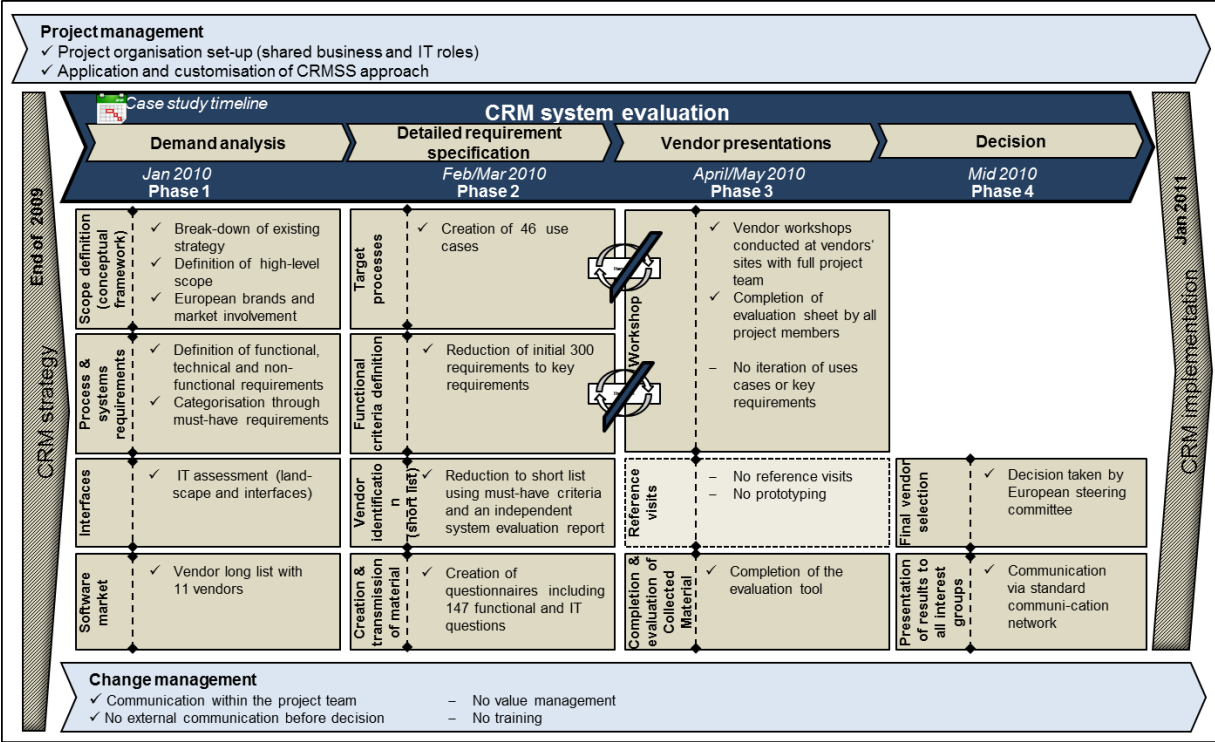 Project management
✓ Project organisation set-up (shared business and IT roles)
✓ Application and customisation of CRMSS approach
End of 2009
CRM strategy
Case study timeline
CRM system evaluation
Demand analysis
Jan 2010
Phase 1
Detailed requirement
specification
Feb/Mar 2010
Phase 2
Vendor presentations
April/May 2010
Phase 3
Decision
Mid 2010
Phase 4
Scope definition
(conceptual
framework)
✓ Break-down of existing
strategy
✓ Definition of high-level
scope
✓ European brands and
market involvement
Process &
systems
requirements
✓ Definition of functional,
technical and non-
functional requirements
✓ Categorisation through
must-have requirements
Interfaces
✓ IT assessment (land-
scape and interfaces)
Software
market
✓ Vendor long list with
11 vendors
Target
processes
✓ Creation of 46 use
cases
Functional
criteria definition
✓ Reduction of initial 300
requirements to key
requirements
Vendor
identificatio
n
(short list)
✓ Reduction to short list
using must-have criteria
and an independent
system evaluation report
Creation &
transmission
of material
✓ Creation of
questionnaires including
147 functional and IT
questions
Workshop
✓ Vendor workshops
conducted at vendors'
sites with full project
team
✓ Completion of
evaluation sheet by all
project members
– No iteration of uses
cases or key
requirements
Reference
visits
– No reference visits
– No prototyping
Completion &
evaluation of
Collected
Material
✓ Completion of the
evaluation tool
Final vendor
selection
✓ Decision taken by
European steering
committee
Presentation
of results to
all interest
groups
✓ Communication
via standard
communi-cation
network
Jan 2011
CRM implementation
Change management
✓ Communication within the project team
✓ No external communication before decision
– No value management
– No training